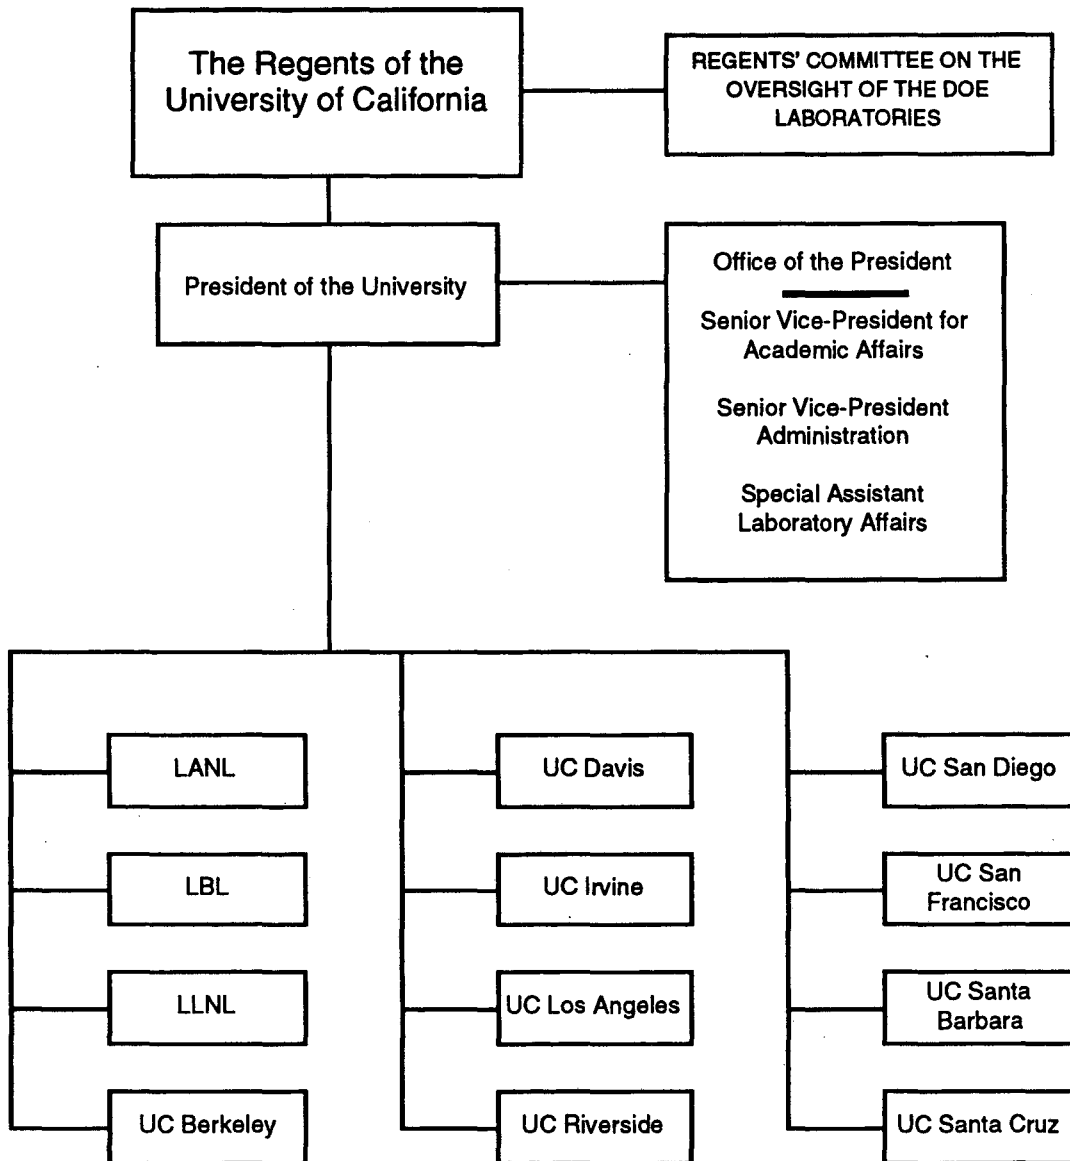 The Regents of the
University of California
REGENTS' COMMITTEE ON THE
OVERSIGHT OF THE DOE
LABORATORIES
President of the University
Office of the President
Senior Vice-President for
Academic Affairs
Senior Vice-President
Administration
Special Assistant
Laboratory Affairs
LANL
UC Davis
UC San Diego
LBL
UC Irvine
UC San
Francisco
LLNL
UC Los Angeles
UC Santa
Barbara
UC Berkeley
UC Riverside
UC Santa Cruz